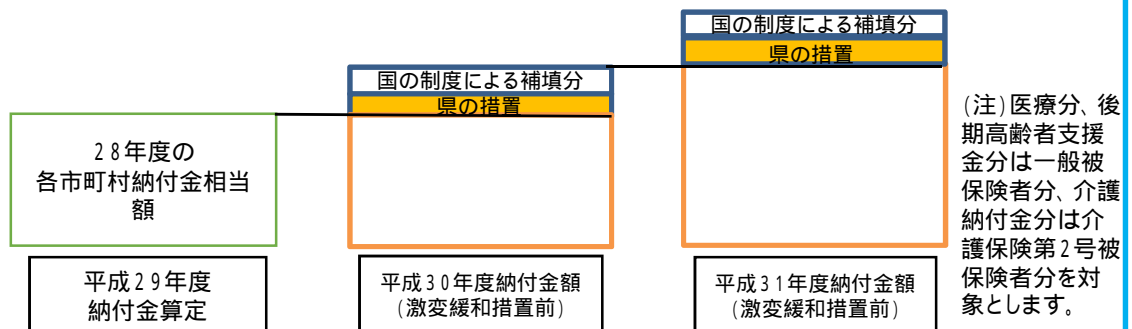 国の制度による補填分
県の措置
国の制度による補填分
県の措置
28年度の
各市町村納付金相当
額
(注)医療分、後
期高齢者支援
金分は一般被
保険者分、介護
納付金分は介
護保険第2号被
保険者分を対
象とします。
平成29年度
納付金算定
平成30年度納付金額
(激変緩和措置前)
平成31年度納付金額
(激変緩和措置前)